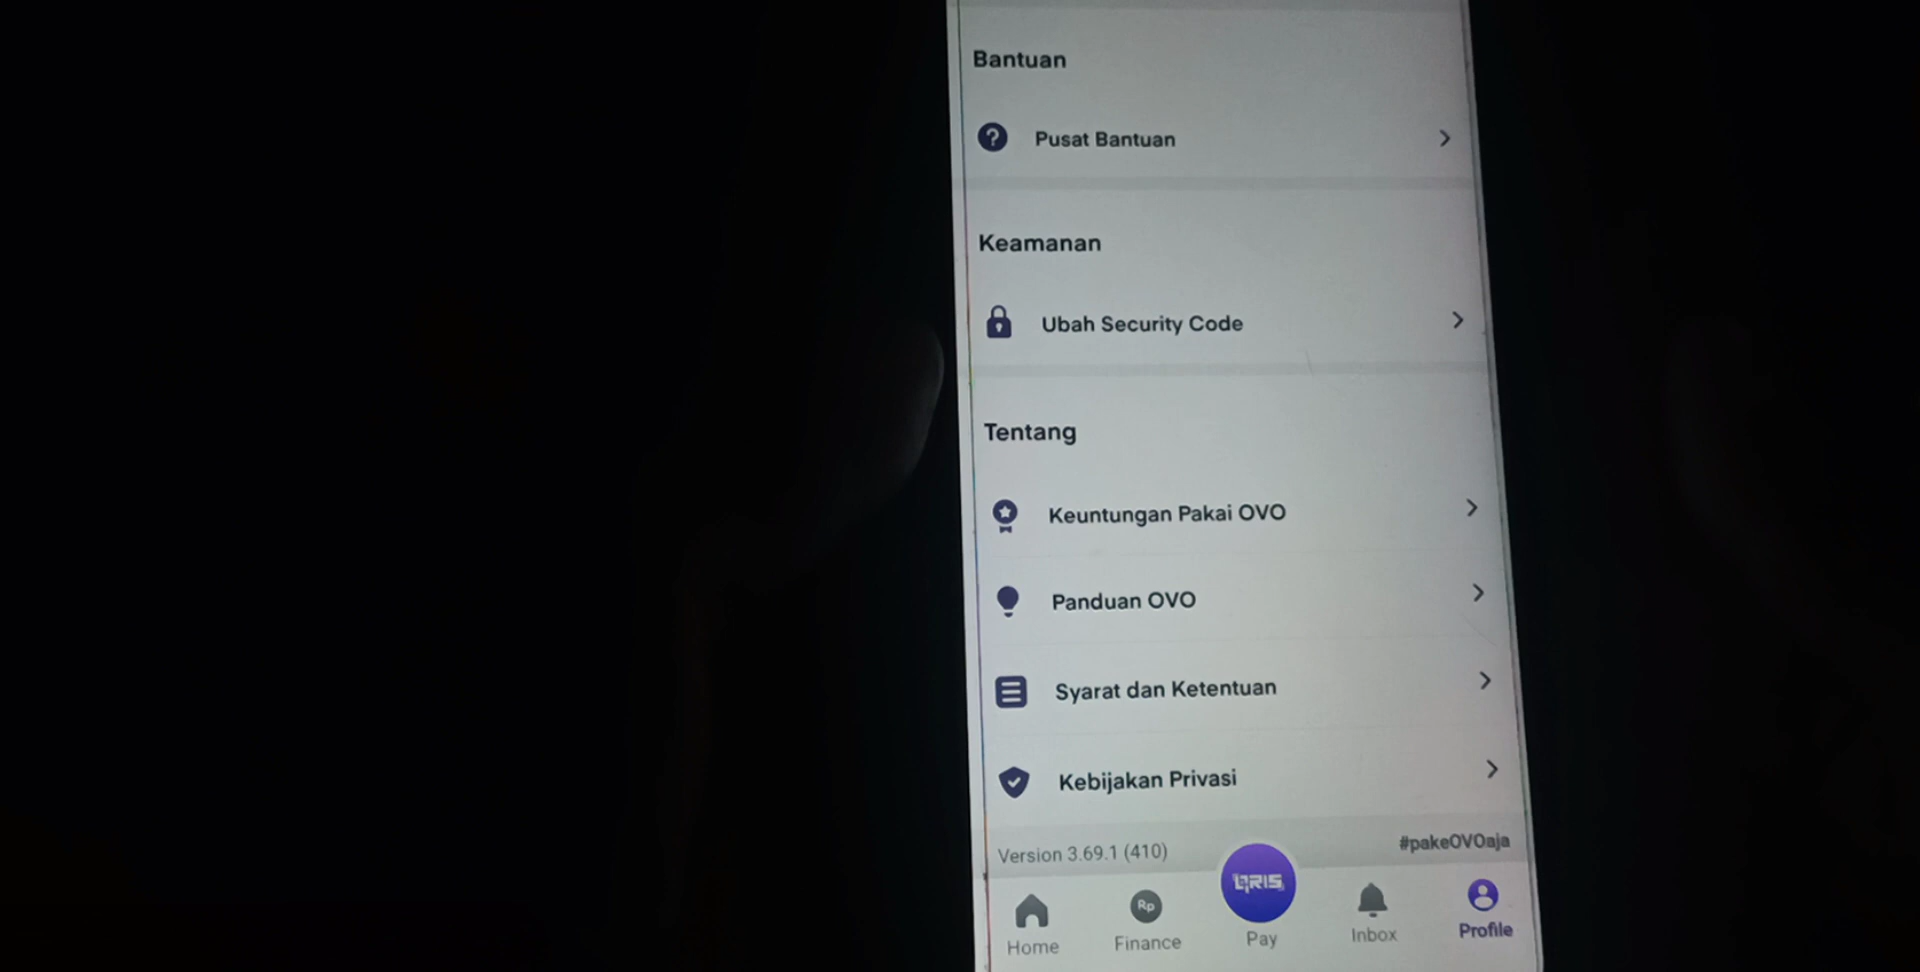 Bantuan
Pusat Bantuan
Keamanan
Ubah Security Code
Tentang
Keuntungan Pakai OVO
Panduan OVO
Syarat dan Ketentuan
Kebijakan Privasi
Version 3.69.1 (410)
#pakeOVOaja
Rp
QRIS
Home
Finance
Pay
Inbox
Profile